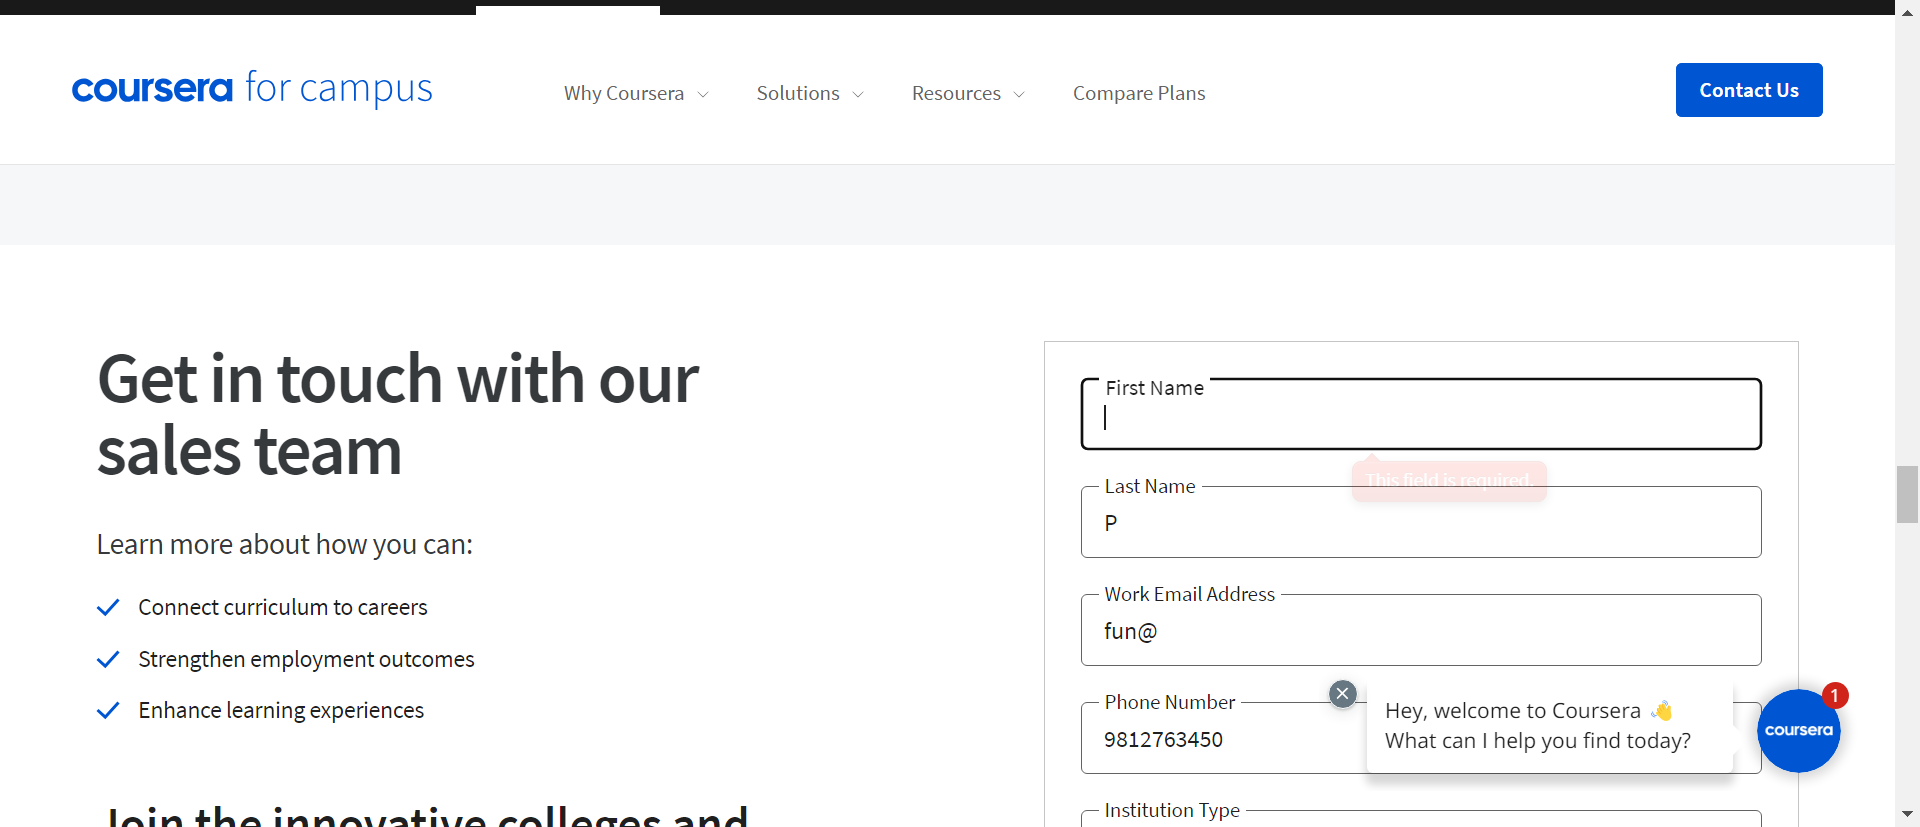 coursera for campus
Why Coursera
Solutions
Resources
Compare Plans
Contact Us
Get in touch with our
sales team
Learn more about how you can:
Connect curriculum to careers
Strengthen employment outcomes
Enhance learning experiences
Join the innovative colleges and
First Name
This field is required.
Last Name
P
Work Email Address
fun@
Phone Number
9812763450
Institution Type
Hey, welcome to Coursera 👋
What can I help you find today?
coursera
1